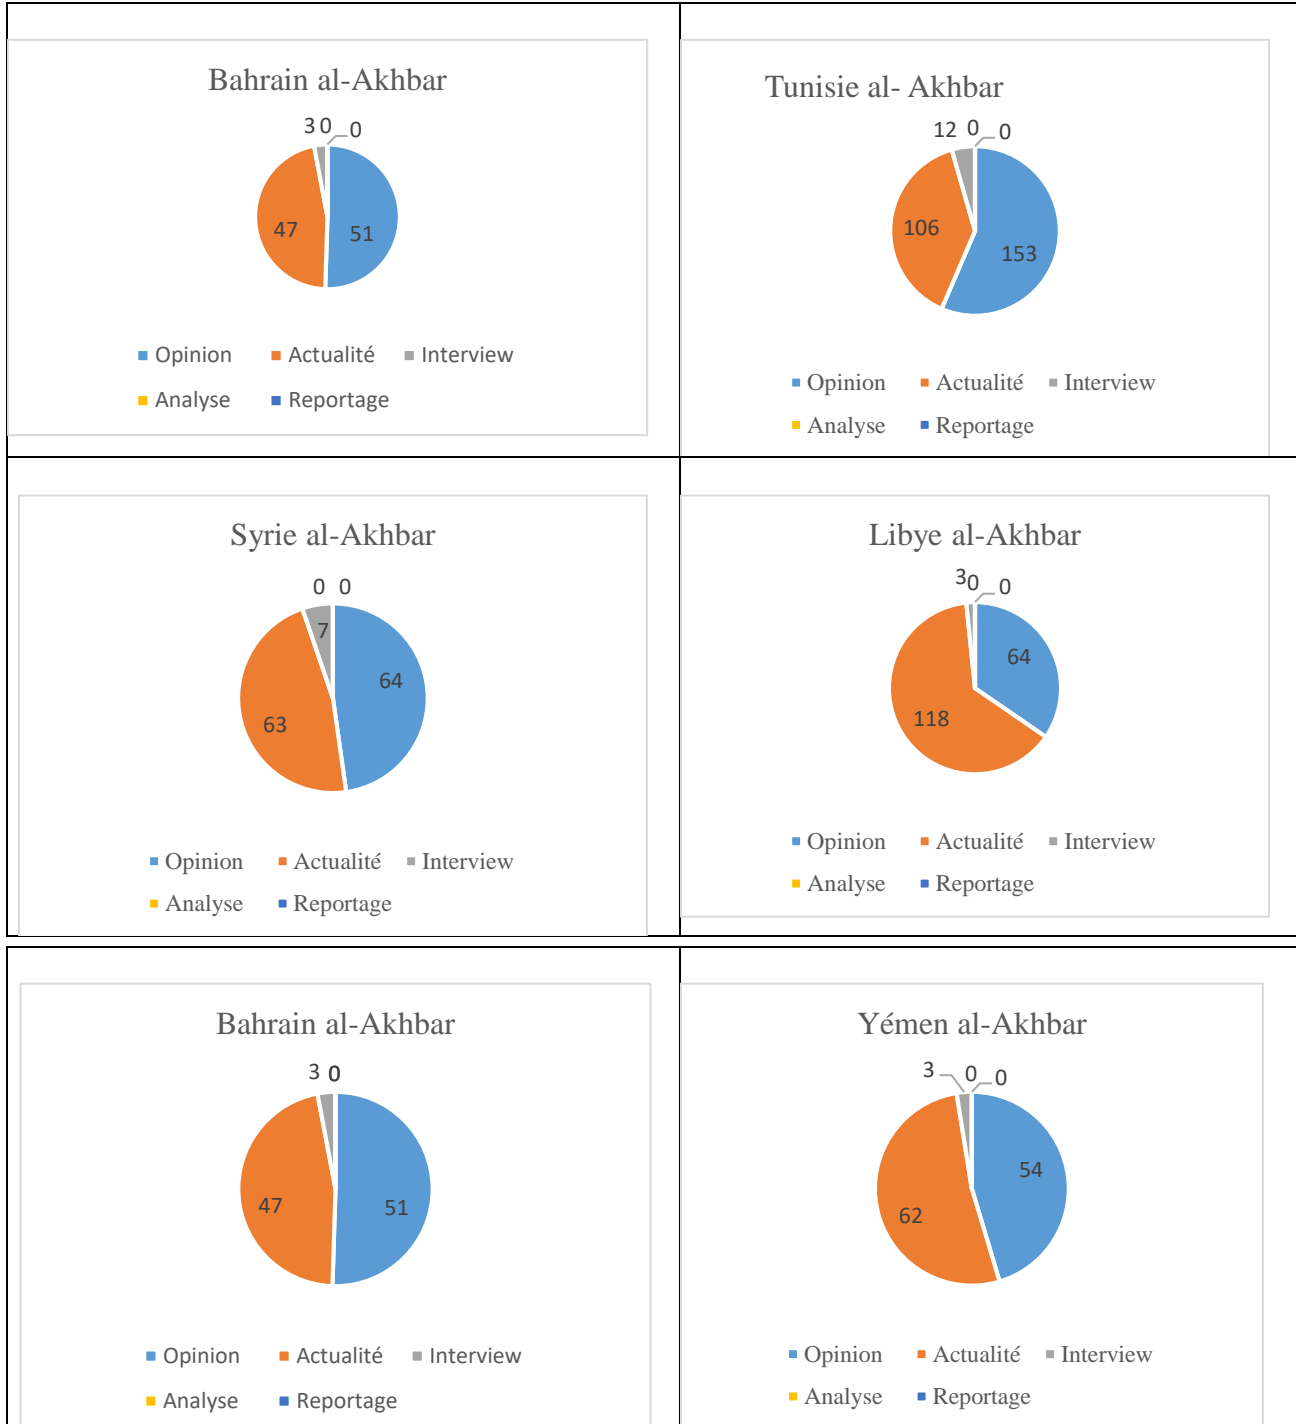 Bahrain al-Akhbar
3 0 0
47 51
Opinion Actualité Interview
Analyse Reportage
Tunisie al- Akhbar
12 0 0
106
153
Opinion Actualité Interview
Analyse Reportage
Syrie al-Akhbar
0 0
7
64
63
Opinion Actualité Interview
Analyse Reportage
Libye al-Akhbar
3 0 0
64
118
Opinion Actualité Interview
Analyse Reportage
Bahrain al-Akhbar
3 0
47 51
Opinion Actualité Interview
Analyse Reportage
Yémen al-Akhbar
3 0 0
54
62
Opinion Actualité Interview
Analyse Reportage